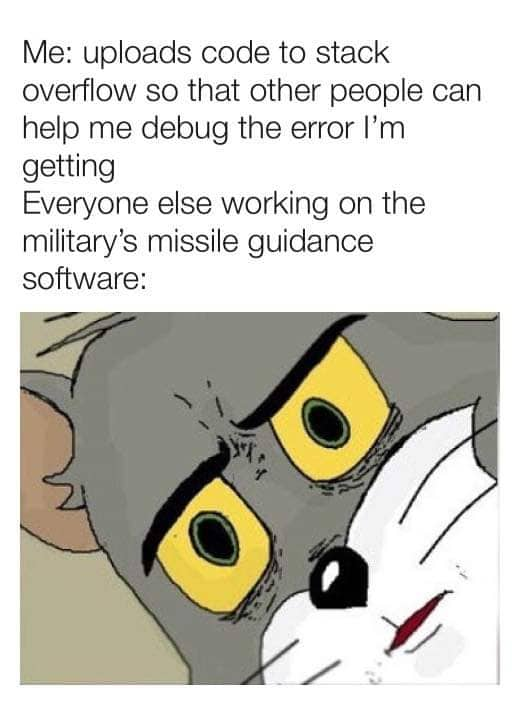 Me: uploads code to stack
overflow so that other people can
help me debug the error I’m
getting
Everyone else working on the
military’s missile guidance
software: